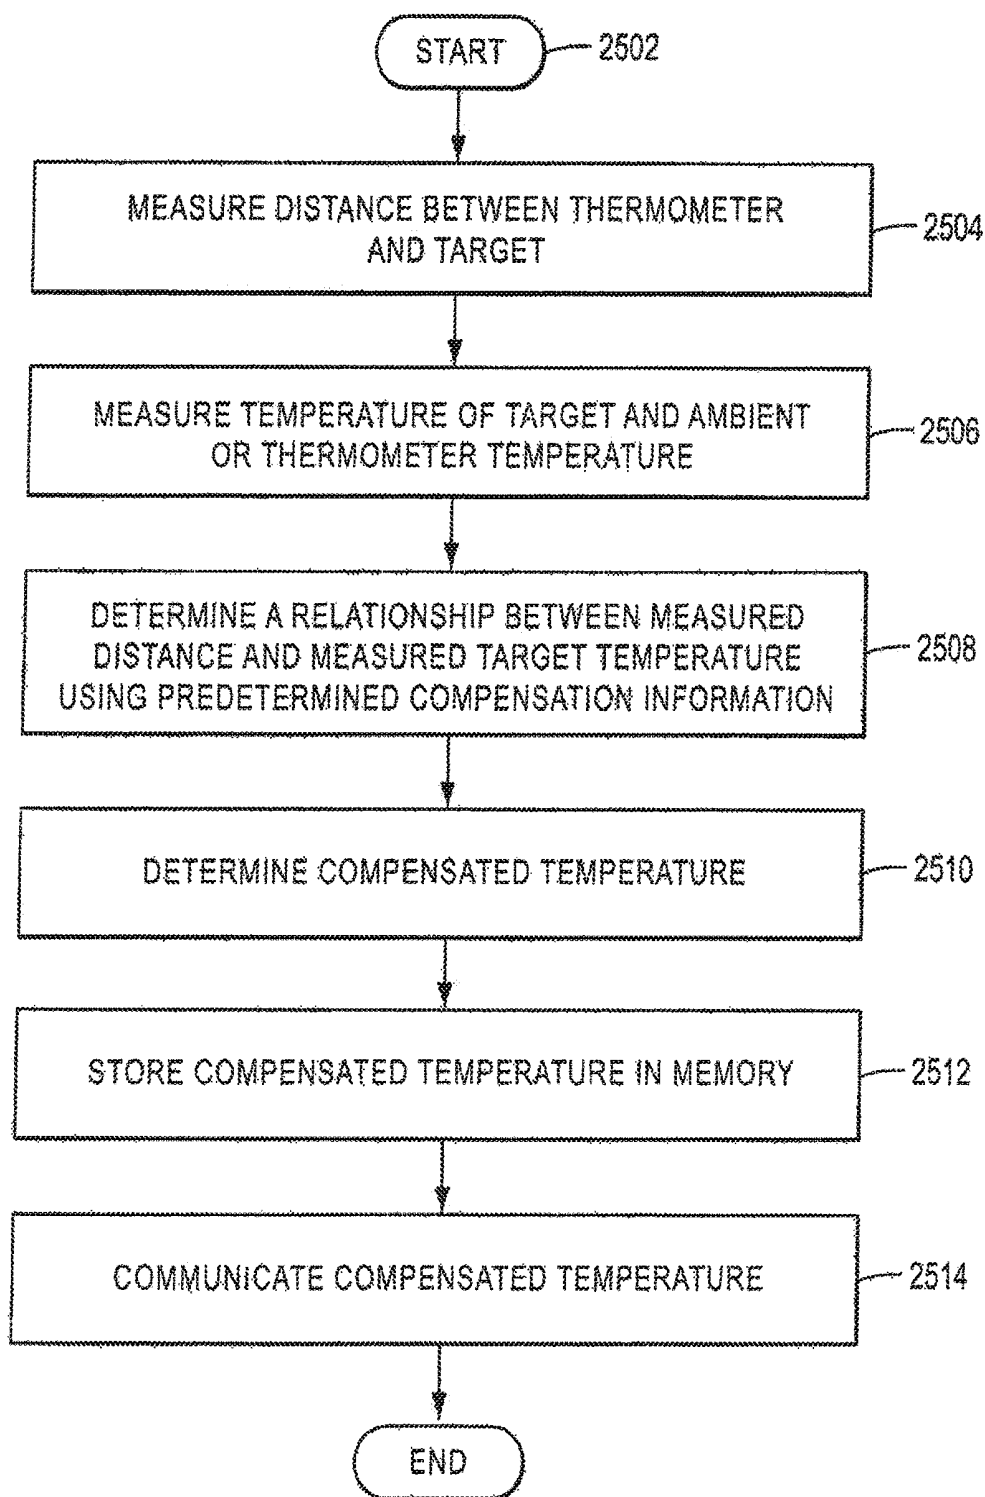 START
2502
MEASURE DISTANCE BETWEEN THERMOMETER
AND TARGET
2504
MEASURE TEMPERATURE OF TARGET AND AMBIENT
OR THERMOMETER TEMPERATURE
2506
DETERMINE A RELATIONSHIP BETWEEN MEASURED
DISTANCE AND MEASURED TARGET TEMPERATURE
USING PREDETERMINED COMPENSATION INFORMATION
2508
DETERMINE COMPENSATED TEMPERATURE
2510
STORE COMPENSATED TEMPERATURE IN MEMORY
2512
COMMUNICATE COMPENSATED TEMPERATURE
2514
END